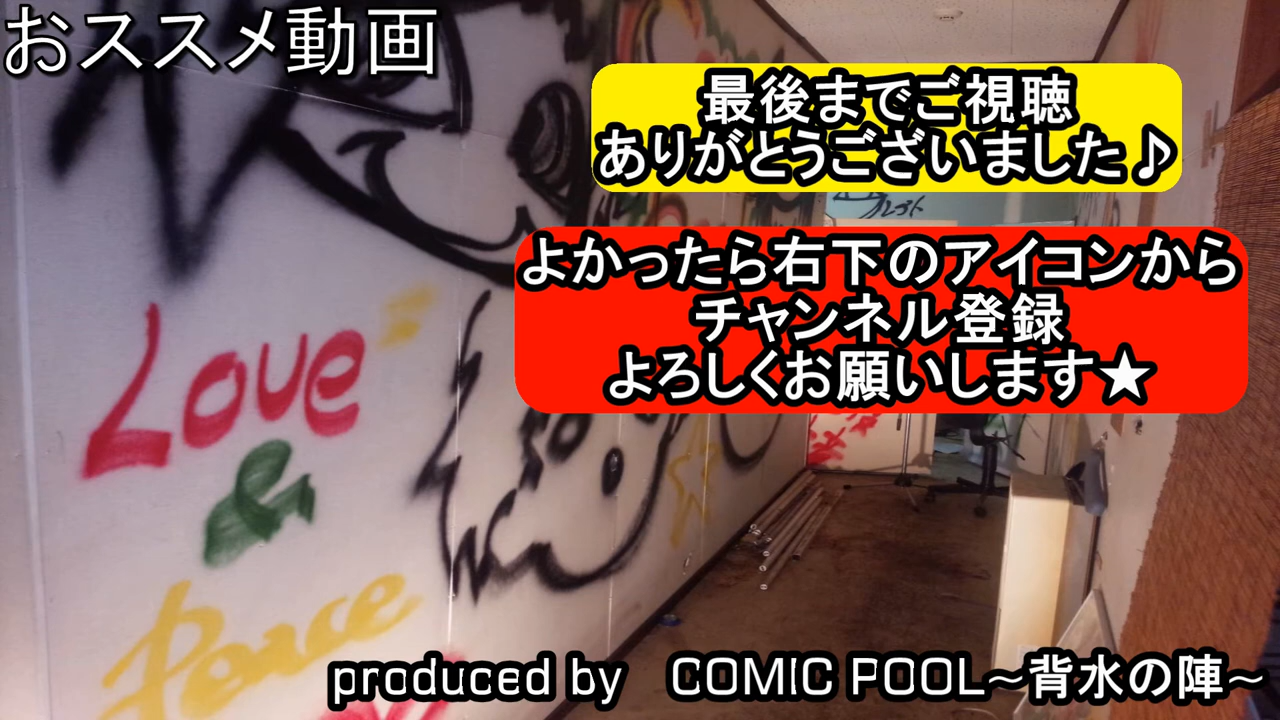 おススメ動画
最後までご視聴
ありがとうございました♪
よかったら右下のアイコンから
チャンネル登録
よろしくお願いします★
Love
&
Peace
produced by COMIC POOL~背水の陣~